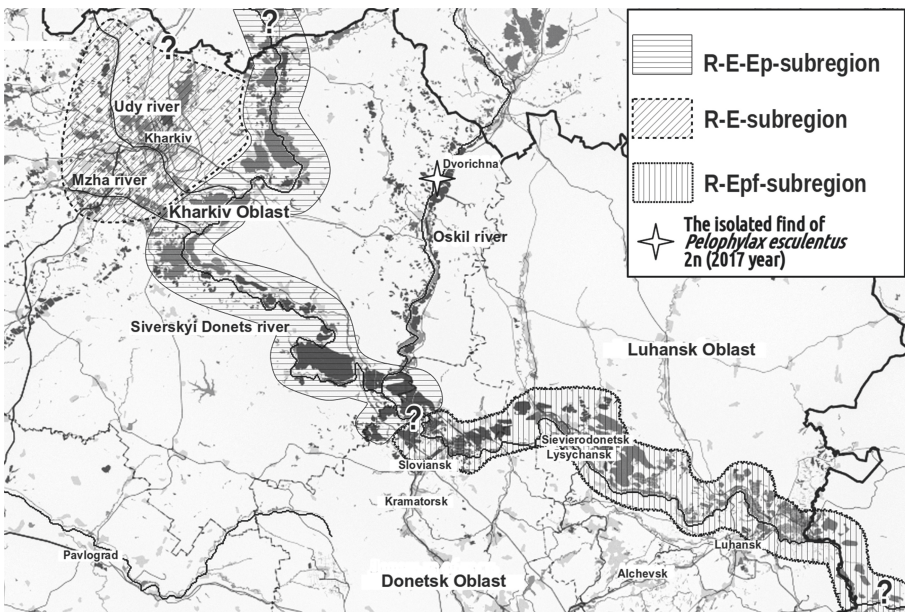 ?
?
R-E-Ep-subregion
Udy river
R-E-subregion
Kharkiv
Dvorichna
Mzha river
R-Epf-subregion
Kharkiv Oblast
The isolated find of
Pelophylax esculentus
2n (2017 year)
Oskil river
Siverskyi Donets river
Luhansk Oblast
?
Sievierodonetsk
Lysychansk
Sloviansk
Kramatorsk
Pavlograd
Luhansk
Alchevsk
Donetsk Oblast
?